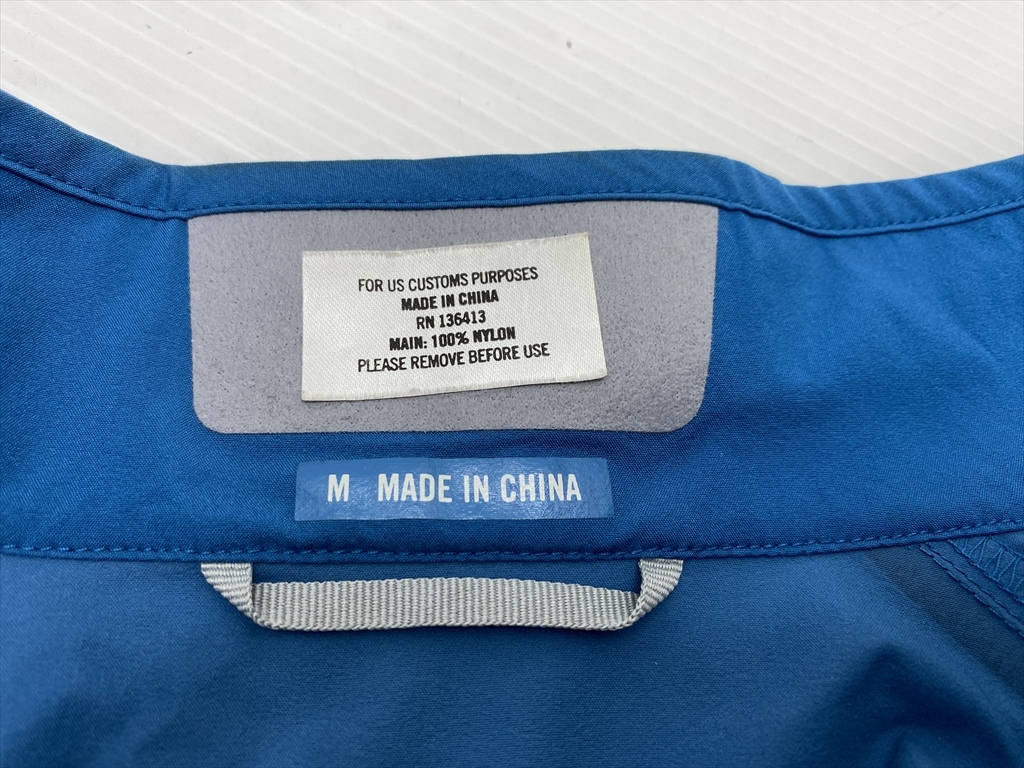 FOR US CUSTOMS PURPOSES
MADE IN CHINA
RN 136413
MAIN: 100% NYLON
PLEASE REMOVE BEFORE USE
M MADE IN CHINA